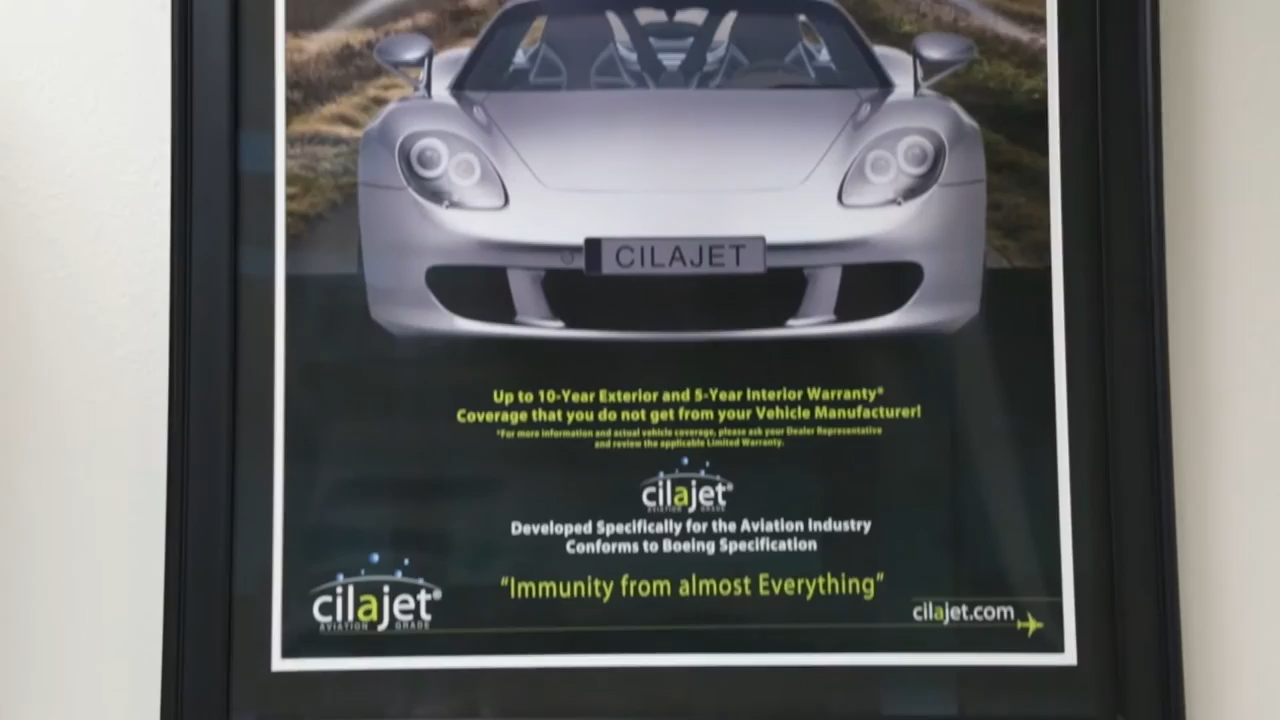 CILAJET
Up to 10-Year Exterior and 5-Year Interior Warranty*
Coverage that you do not get from your Vehicle Manufacturer!
*For more information and actual vehicle coverage, please ask your Dealer Representative
and review the applicable Limited Warranty.
cilajet®
AVIATION GRADE
Developed Specifically for the Aviation Industry
Conforms to Boeing Specification
"Immunity from almost Everything"
cilajet®
AVIATION GRADE
cilajet.com